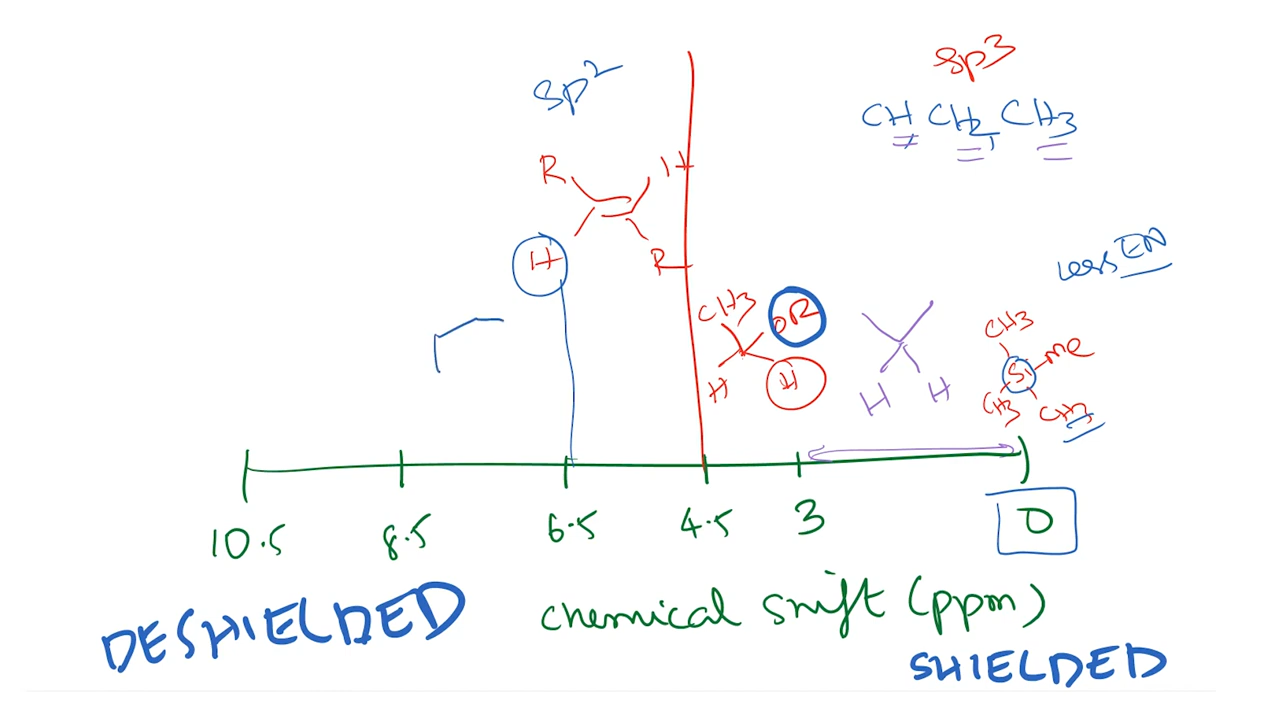 sp2
sp3
CH CH2 CH3
R H
H R
less EN
CH3 OR
H H
H H
CH3
Si Me
CH3 CH3
10.5 8.5 6.5 4.5 3 0
DESHIELDED
chemical shift (ppm)
SHIELDED